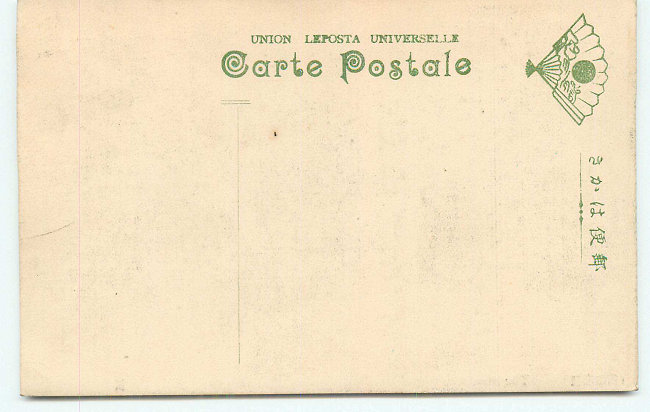 UNION LEPOSTA UNIVERSELLE
Carte Postale
きかは便郵